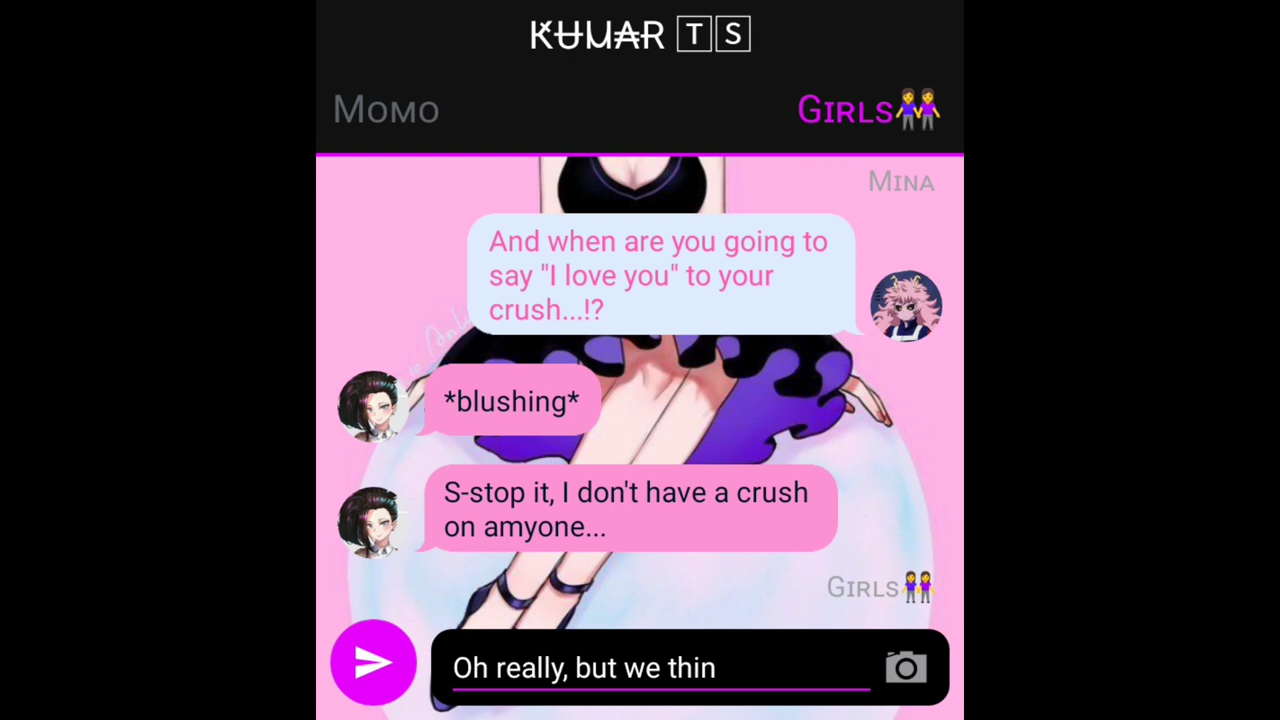 KUUAR TS
Momo
Girls👭
Mina
And when are you going to
say "I love you" to your
crush...!?
*blushing*
S-stop it, I don't have a crush
on amyone...
Girls👭
Oh really, but we thin